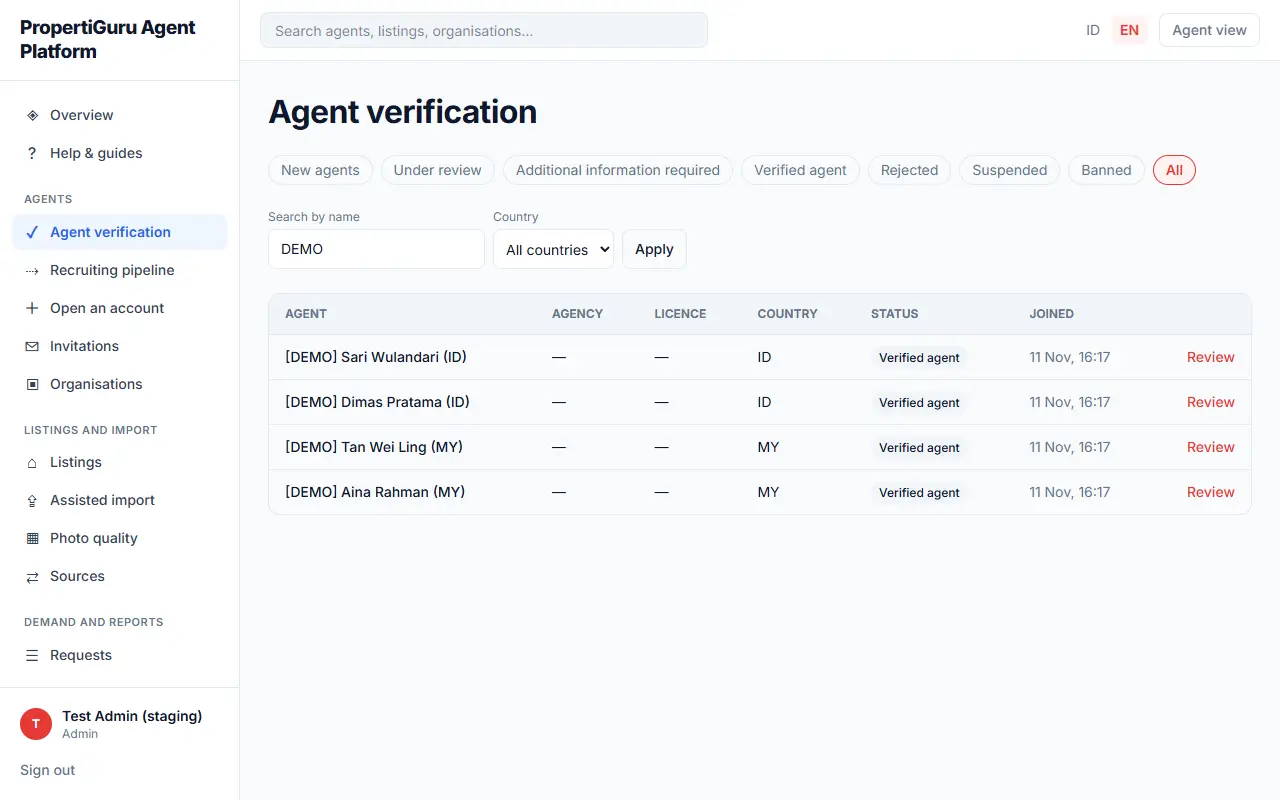 PropertiGuru Agent
Platform
Search agents, listings, organisations...
ID
EN
Agent view
Overview
? Help & guides
AGENTS
Agent verification
Recruiting pipeline
Open an account
Invitations
Organisations
LISTINGS AND IMPORT
Listings
Assisted import
Photo quality
Sources
DEMAND AND REPORTS
Requests
T
Test Admin (staging)
Admin
Sign out
Agent verification
New agents
Under review
Additional information required
Verified agent
Rejected
Suspended
Banned
All
Search by name
Country
DEMO
All countries
Apply
AGENT AGENCY LICENCE COUNTRY STATUS JOINED
[DEMO] Sari Wulandari (ID) — — ID Verified agent 11 Nov, 16:17 Review
[DEMO] Dimas Pratama (ID) — — ID Verified agent 11 Nov, 16:17 Review
[DEMO] Tan Wei Ling (MY) — — MY Verified agent 11 Nov, 16:17 Review
[DEMO] Aina Rahman (MY) — — MY Verified agent 11 Nov, 16:17 Review